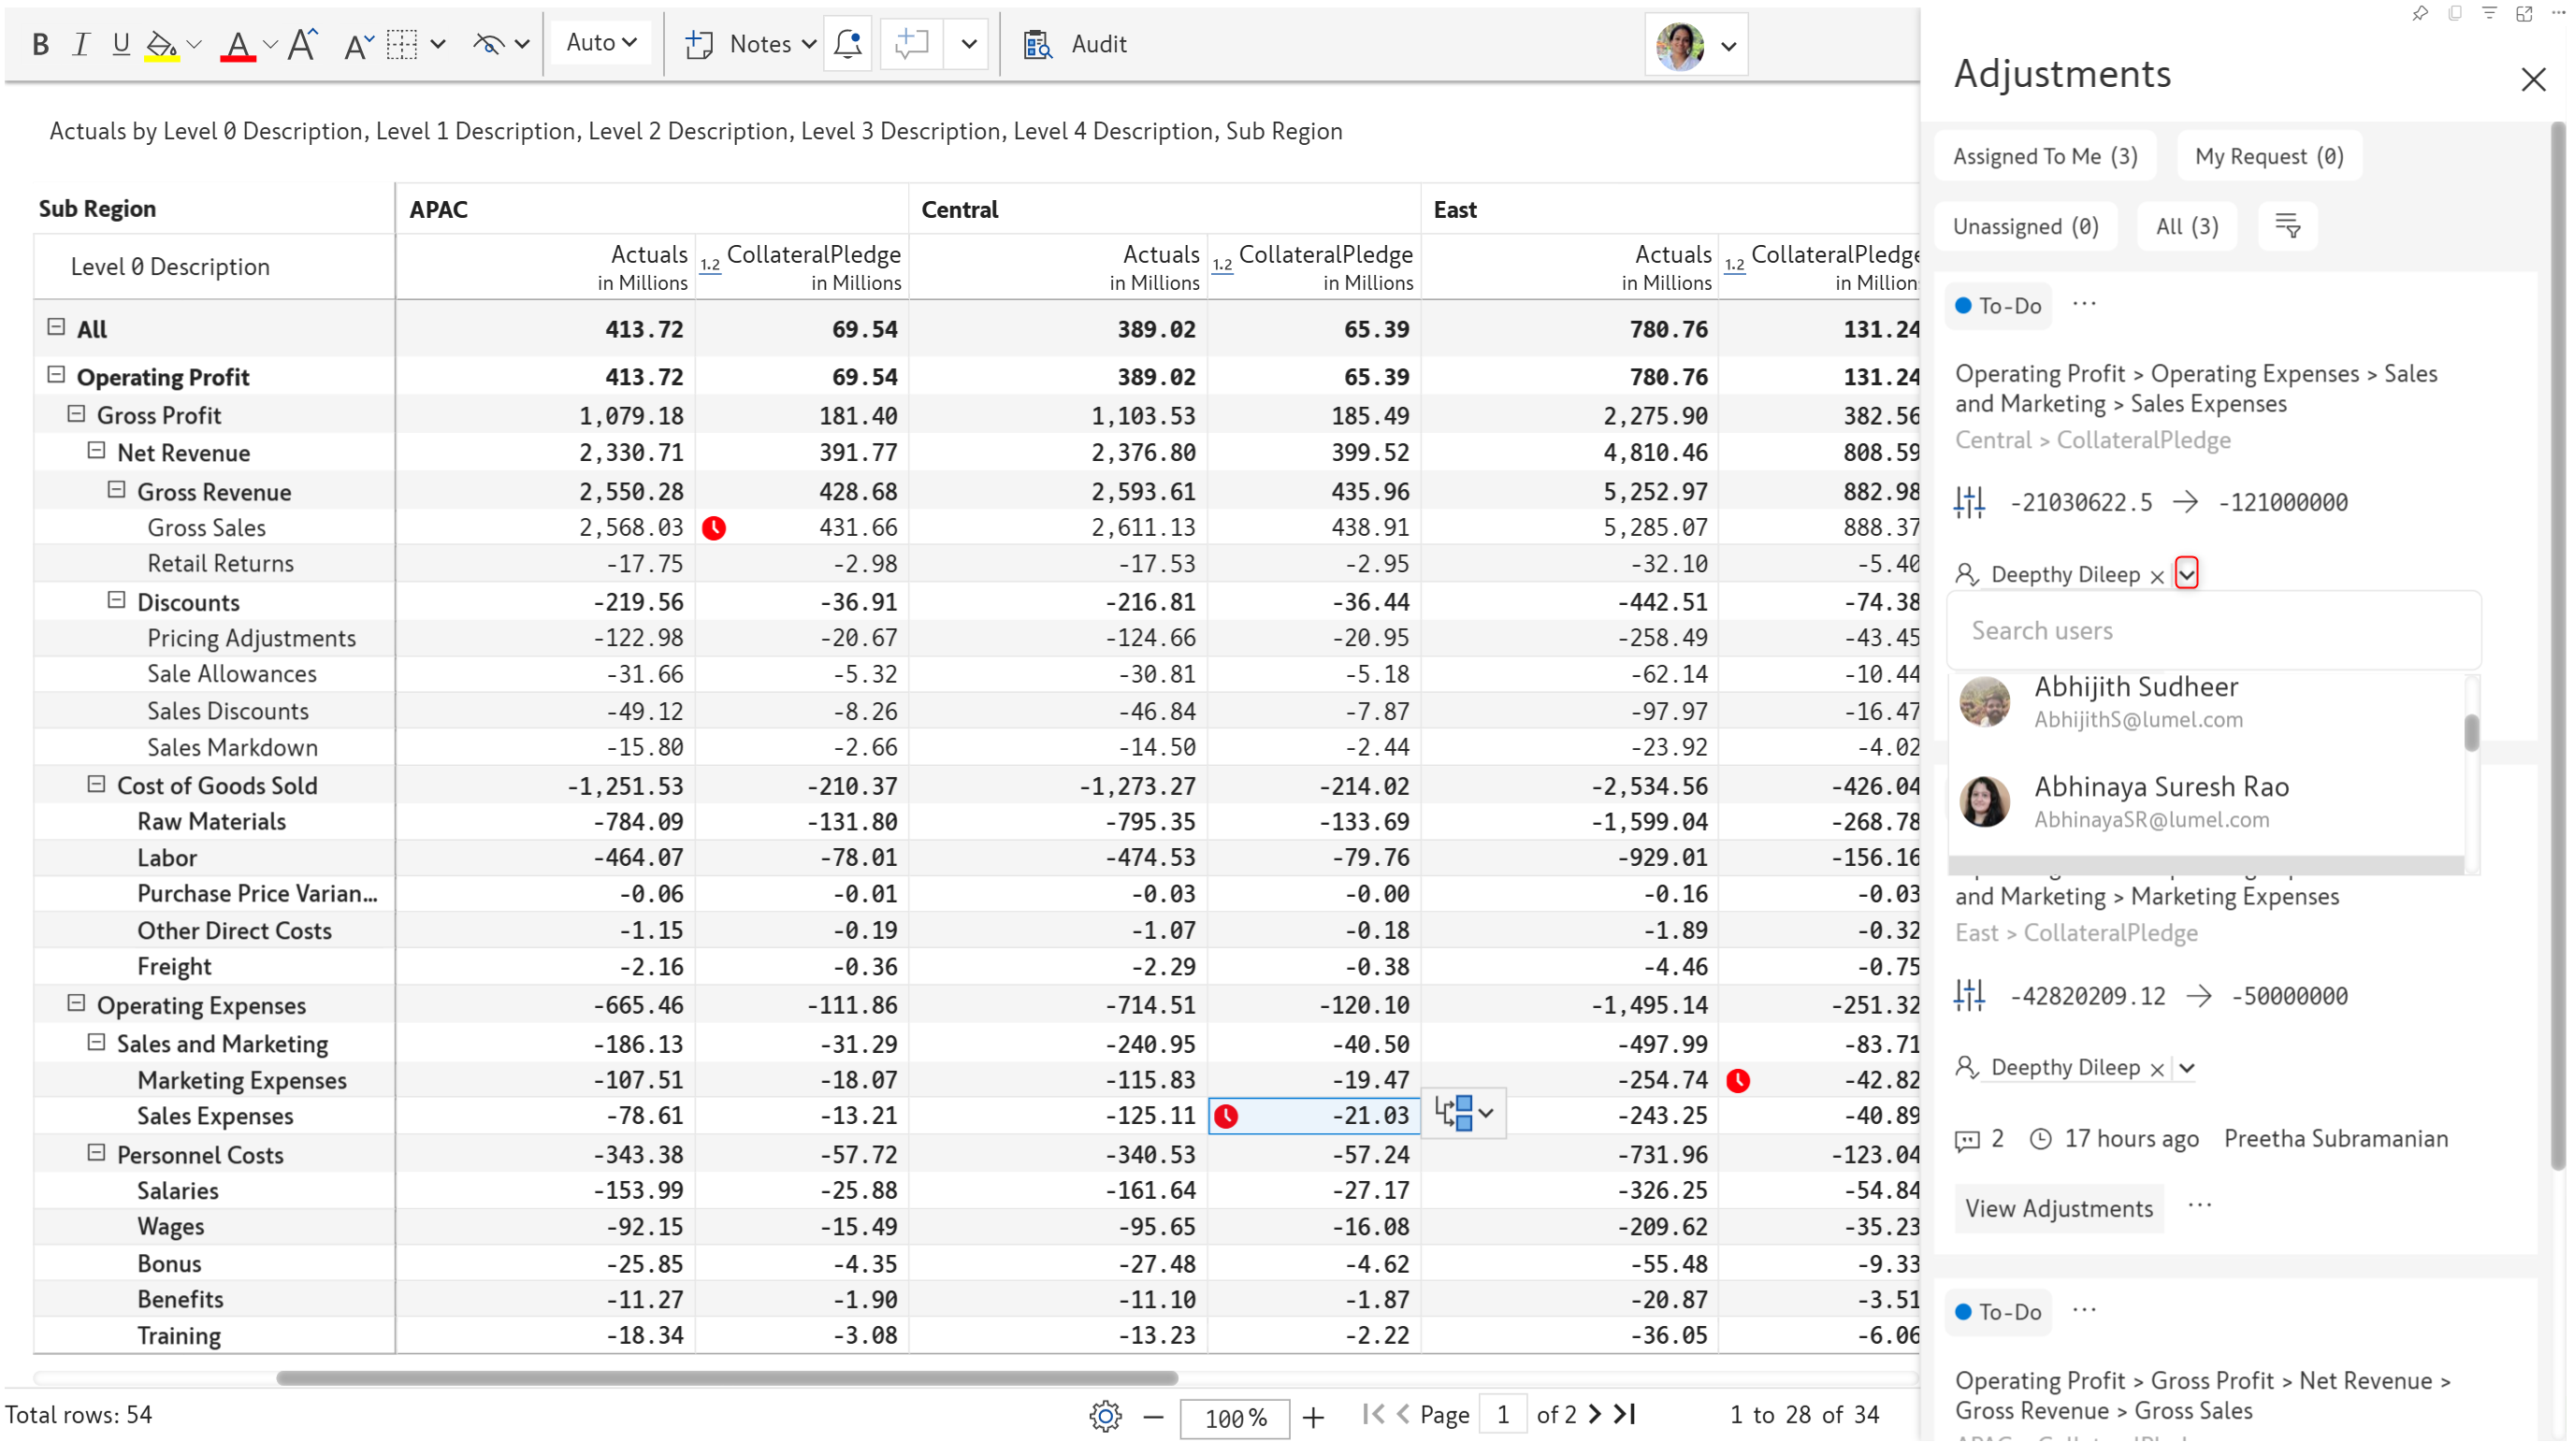 B I U A A A Auto Notes Audit
Actuals by Level 0 Description, Level 1 Description, Level 2 Description, Level 3 Description, Level 4 Description, Sub Region
Sub Region APAC Central East
Level 0 Description Actuals in Millions 1.2 CollateralPledge in Millions Actuals in Millions 1.2 CollateralPledge in Millions Actuals in Millions 1.2 CollateralPledge in Million
All 413.72 69.54 389.02 65.39 780.76 131.24
Operating Profit 413.72 69.54 389.02 65.39 780.76 131.24
Gross Profit 1,079.18 181.40 1,103.53 185.49 2,275.90 382.56
Net Revenue 2,330.71 391.77 2,376.80 399.52 4,810.46 808.59
Gross Revenue 2,550.28 428.68 2,593.61 435.96 5,252.97 882.98
Gross Sales 2,568.03 431.66 2,611.13 438.91 5,285.07 888.37
Retail Returns -17.75 -2.98 -17.53 -2.95 -32.10 -5.40
Discounts -219.56 -36.91 -216.81 -36.44 -442.51 -74.38
Pricing Adjustments -122.98 -20.67 -124.66 -20.95 -258.49 -43.45
Sale Allowances -31.66 -5.32 -30.81 -5.18 -62.14 -10.44
Sales Discounts -49.12 -8.26 -46.84 -7.87 -97.97 -16.47
Sales Markdown -15.80 -2.66 -14.50 -2.44 -23.92 -4.02
Cost of Goods Sold -1,251.53 -210.37 -1,273.27 -214.02 -2,534.56 -426.04
Raw Materials -784.09 -131.80 -795.35 -133.69 -1,599.04 -268.78
Labor -464.07 -78.01 -474.53 -79.76 -929.01 -156.16
Purchase Price Varian... -0.06 -0.01 -0.03 -0.00 -0.16 -0.03
Other Direct Costs -1.15 -0.19 -1.07 -0.18 -1.89 -0.32
Freight -2.16 -0.36 -2.29 -0.38 -4.46 -0.75
Operating Expenses -665.46 -111.86 -714.51 -120.10 -1,495.14 -251.32
Sales and Marketing -186.13 -31.29 -240.95 -40.50 -497.99 -83.71
Marketing Expenses -107.51 -18.07 -115.83 -19.47 -254.74 -42.82
Sales Expenses -78.61 -13.21 -125.11 -21.03 -243.25 -40.89
Personnel Costs -343.38 -57.72 -340.53 -57.24 -731.96 -123.04
Salaries -153.99 -25.88 -161.64 -27.17 -326.25 -54.84
Wages -92.15 -15.49 -95.65 -16.08 -209.62 -35.23
Bonus -25.85 -4.35 -27.48 -4.62 -55.48 -9.33
Benefits -11.27 -1.90 -11.10 -1.87 -20.87 -3.51
Training -18.34 -3.08 -13.23 -2.22 -36.05 -6.06
Total rows: 54 100 % Page 1 of 2 1 to 28 of 34
Adjustments
Assigned To Me (3) My Request (0)
Unassigned (0) All (3)
To-Do ...
Operating Profit > Operating Expenses > Sales
and Marketing > Sales Expenses
Central > CollateralPledge
-21030622.5 → -121000000
Deepthy Dileep ×
Search users
Abhijith Sudheer
AbhijithS@lumel.com
Abhinaya Suresh Rao
AbhinayaSR@lumel.com
and Marketing > Marketing Expenses
East > CollateralPledge
-42820209.12 → -50000000
Deepthy Dileep ×
2 17 hours ago Preetha Subramanian
View Adjustments ...
To-Do ...
Operating Profit > Gross Profit > Net Revenue >
Gross Revenue > Gross Sales